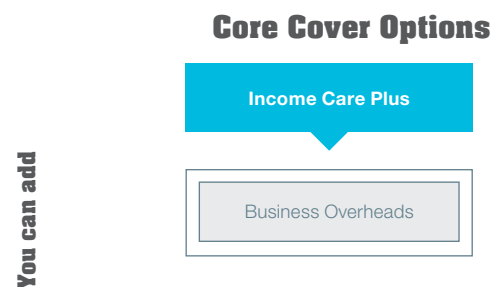 Core Cover Options
Income Care Plus
You can add
Business Overheads